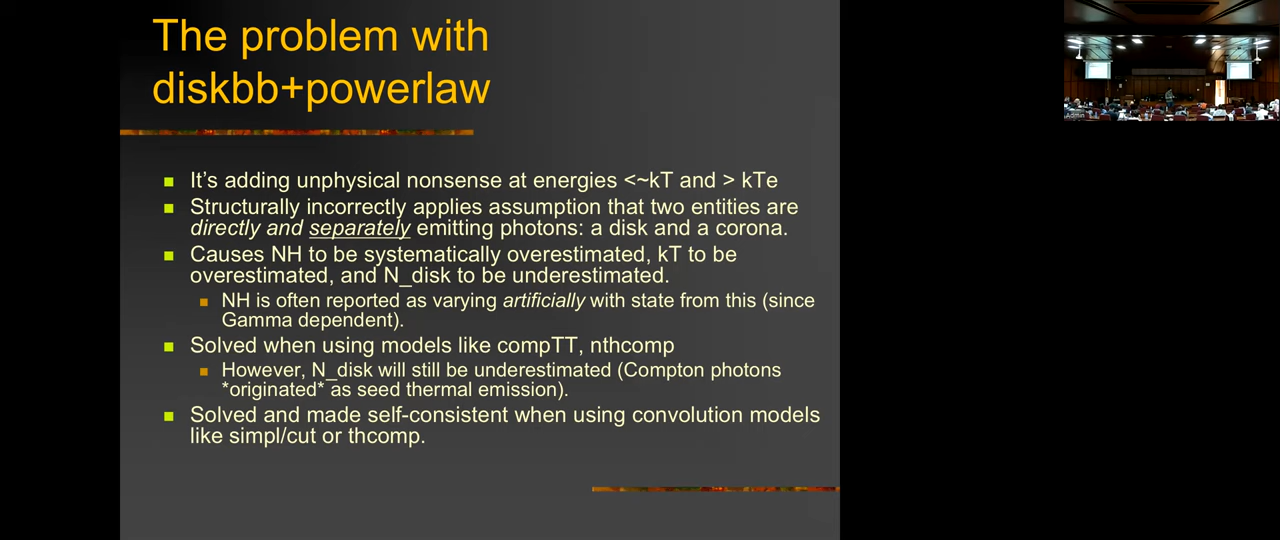 The problem with
diskbb+powerlaw
It's adding unphysical nonsense at energies <~kT and > kTe
Structurally incorrectly applies assumption that two entities are
directly and separately emitting photons: a disk and a corona.
Causes NH to be systematically overestimated, kT to be
overestimated, and N_disk to be underestimated.
NH is often reported as varying artificially with state from this (since
Gamma dependent).
Solved when using models like compTT, nthcomp
However, N_disk will still be underestimated (Compton photons
*originated* as seed thermal emission).
Solved and made self-consistent when using convolution models
like simpl/cut or thcomp.